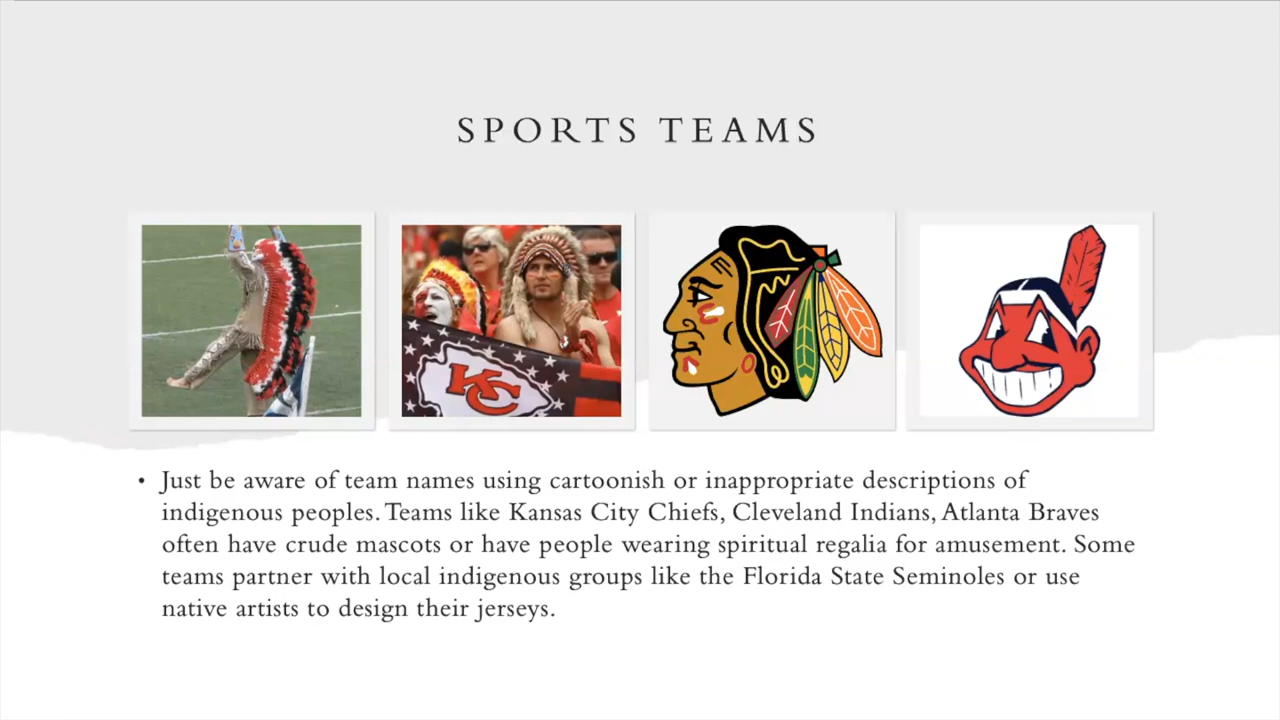 SPORTS TEAMS
KC
• Just be aware of team names using cartoonish or inappropriate descriptions of
indigenous peoples. Teams like Kansas City Chiefs, Cleveland Indians, Atlanta Braves
often have crude mascots or have people wearing spiritual regalia for amusement. Some
teams partner with local indigenous groups like the Florida State Seminoles or use
native artists to design their jerseys.